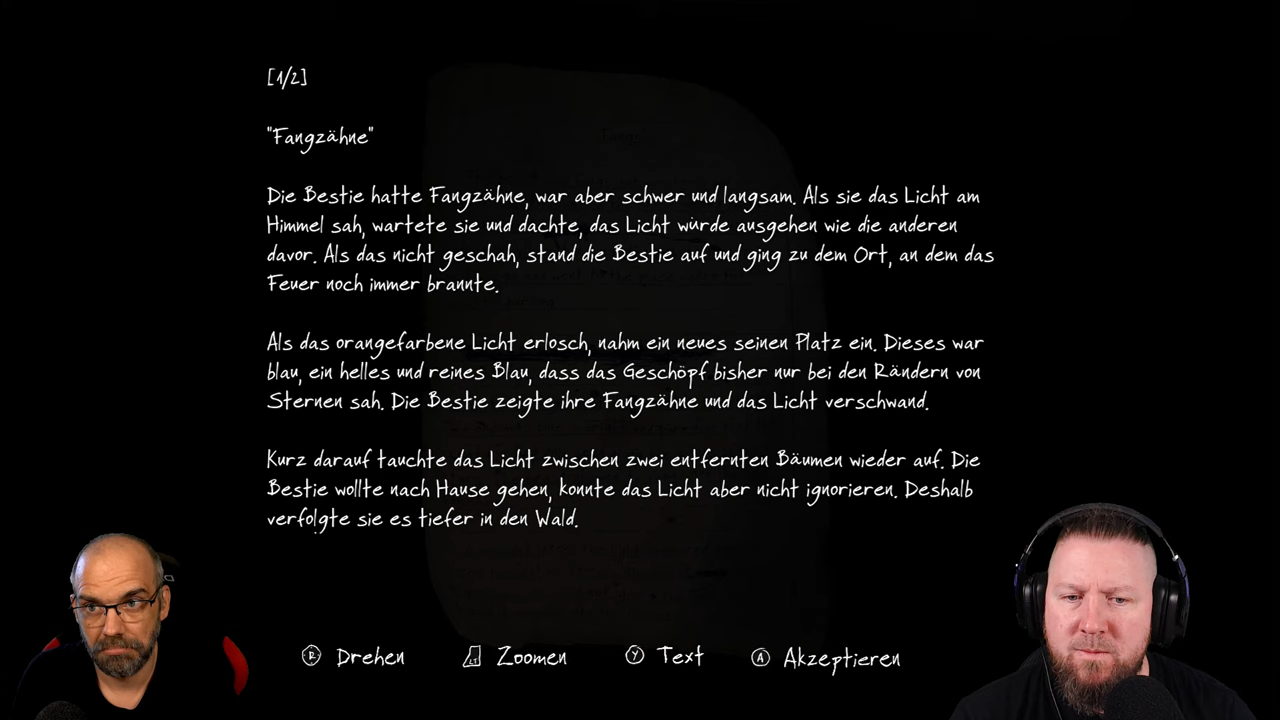 [1/2]
"Fangzähne"
Die Bestie hatte Fangzähne, war aber schwer und langsam. Als sie das Licht am
Himmel sah, wartete sie und dachte, das Licht würde ausgehen wie die anderen
davor. Als das nicht geschah, stand die Bestie auf und ging zu dem Ort, an dem das
Feuer noch immer brannte.
Als das orangefarbene Licht erlosch, nahm ein neues seinen Platz ein. Dieses war
blau, ein helles und reines Blau, dass das Geschöpf bisher nur bei den Rändern von
Sternen sah. Die Bestie zeigte ihre Fangzähne und das Licht verschwand.
Kurz darauf tauchte das Licht zwischen zwei entfernten Bäumen wieder auf. Die
Bestie wollte nach Hause gehen, konnte das Licht aber nicht ignorieren. Deshalb
verfolgte sie es tiefer in den Wald.
R Drehen LT Zoomen Y Text A Akzeptieren